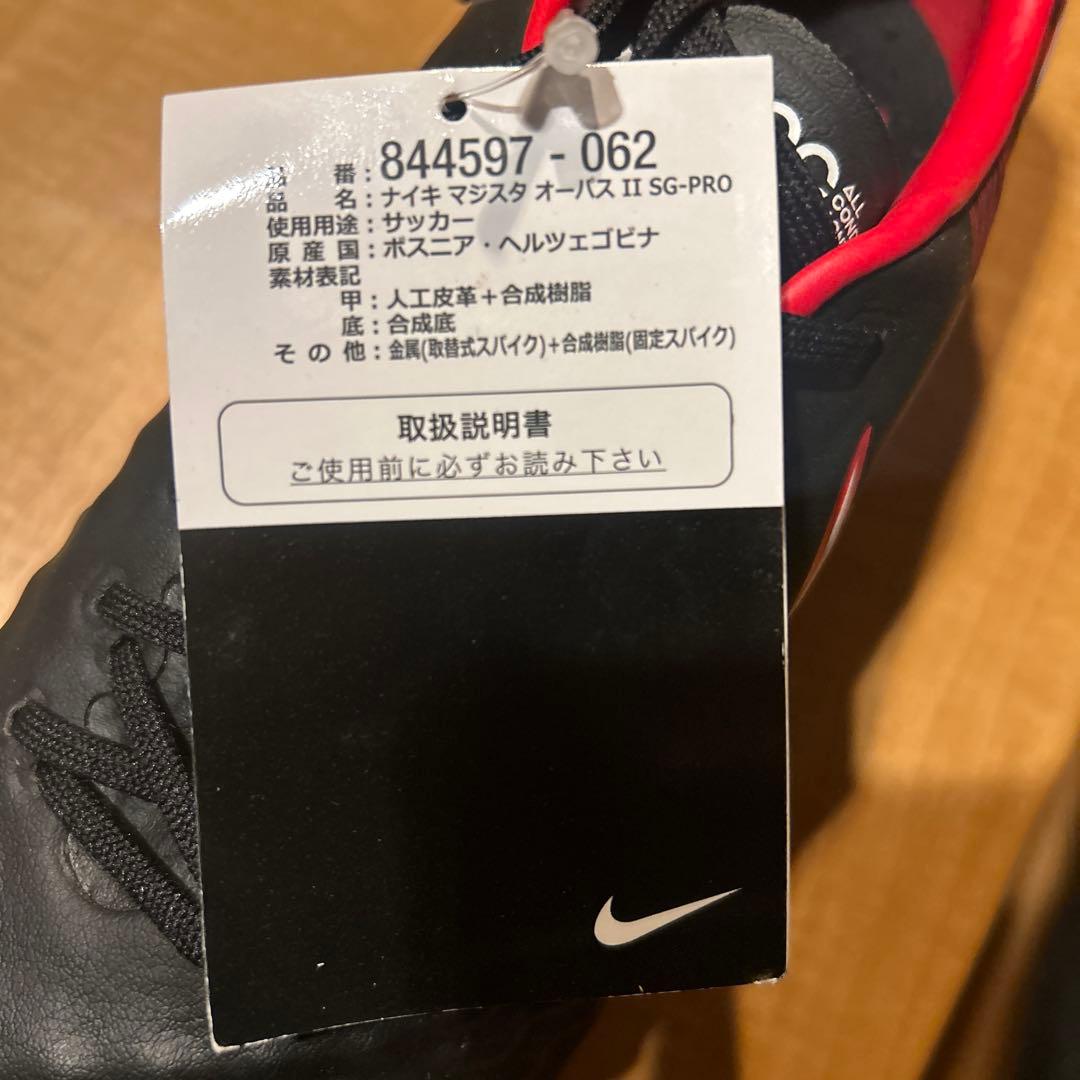 品 番：844597 - 062
品 名：ナイキ マジスタ オーパス II SG-PRO
使用用途：サッカー
原産国：ボスニア・ヘルツェゴビナ
素材表記
甲：人工皮革＋合成樹脂
底：合成底
その他：金属(取替式スパイク)＋合成樹脂(固定スパイク)
取扱説明書
ご使用前に必ずお読み下さい
ALL